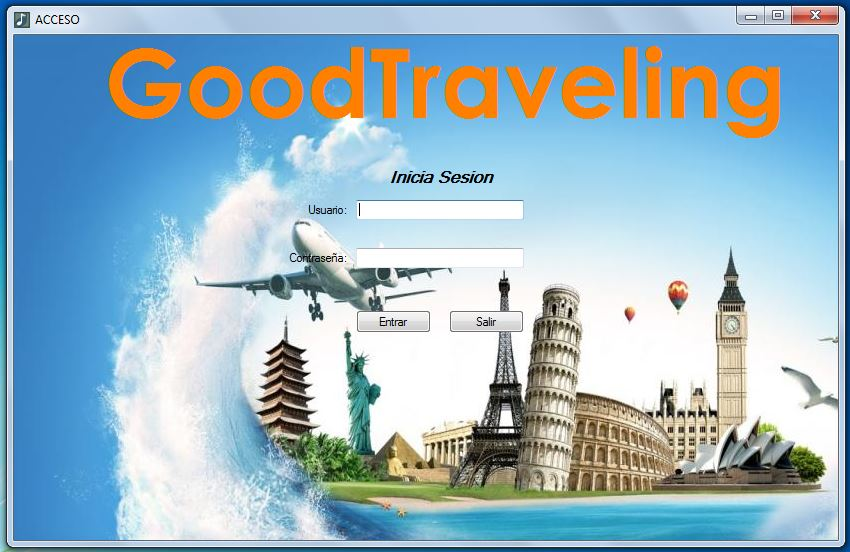 ACCESO
GoodTraveling
Inicia Sesion
Usuario:
Contraseña:
Entrar Salir